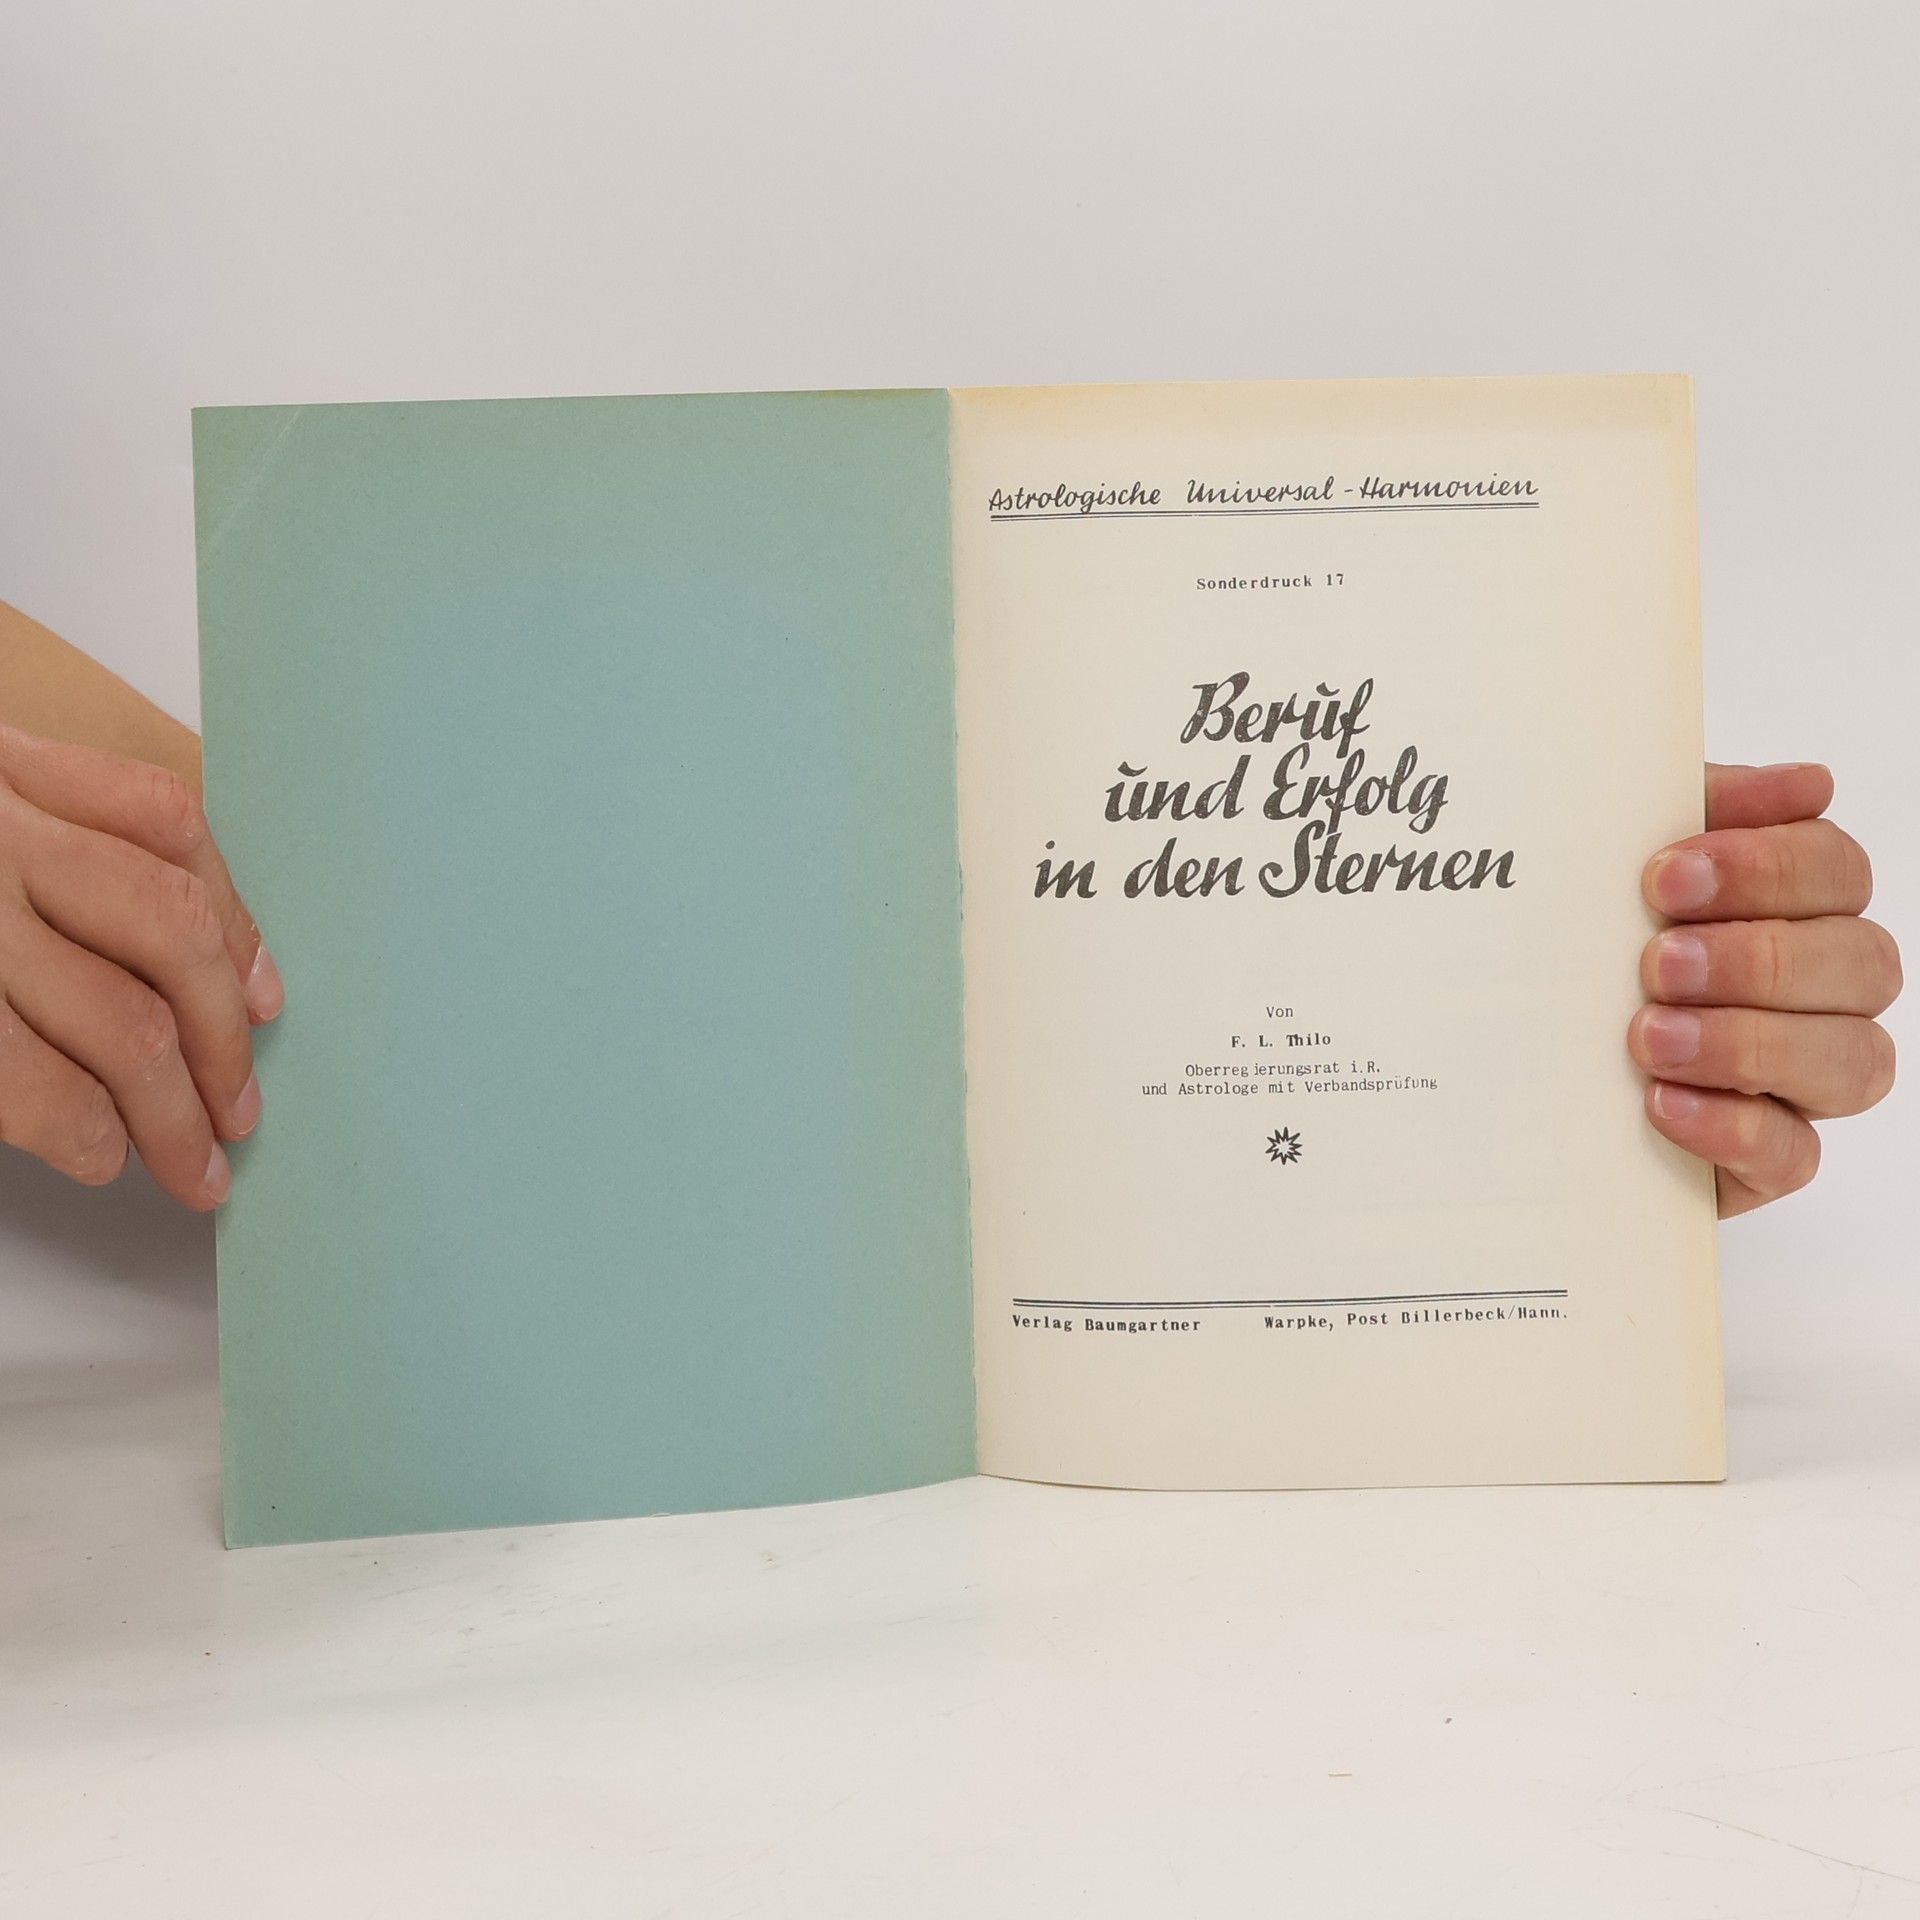 Astrologische Universal-Harmonien
Sonderdruck 17
Beruf
und Erfolg
in den Sternen
Von
F. L. Thilo
Oberregierungsrat i.R.
und Astrologe mit Verbandsprüfung
Verlag Baumgartner Warpke, Post Billerbeck/Hann.